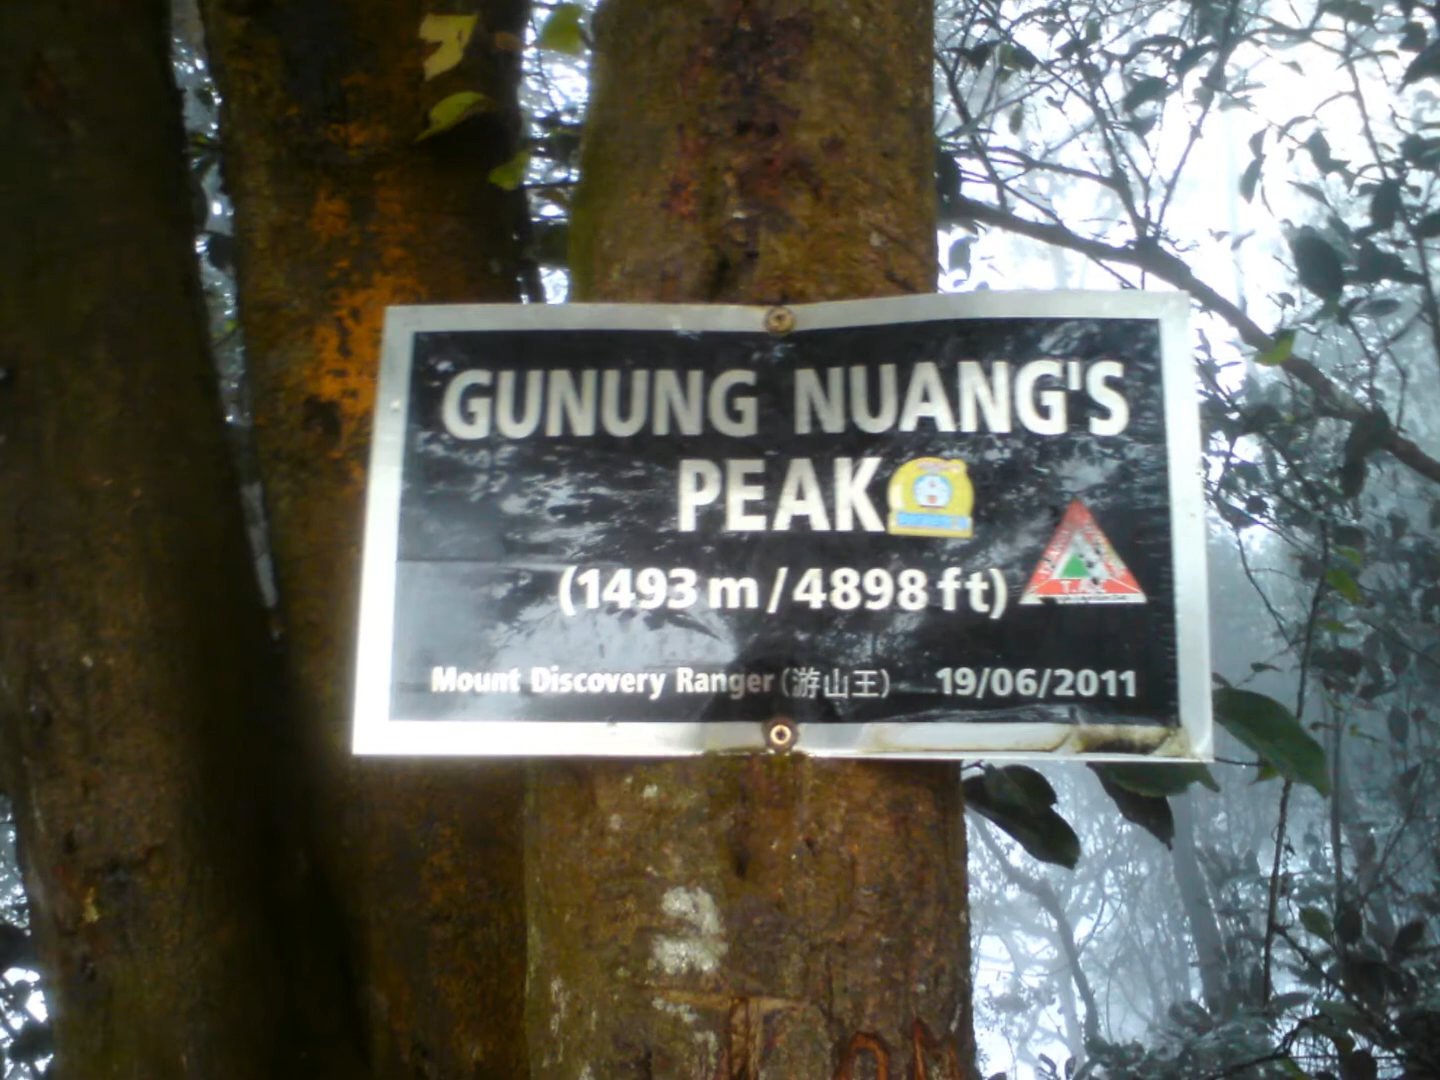 GUNUNG NUANG'S
PEAK
(1493 m / 4898 ft)
Mount Discovery Ranger (游山王) 19/06/2011